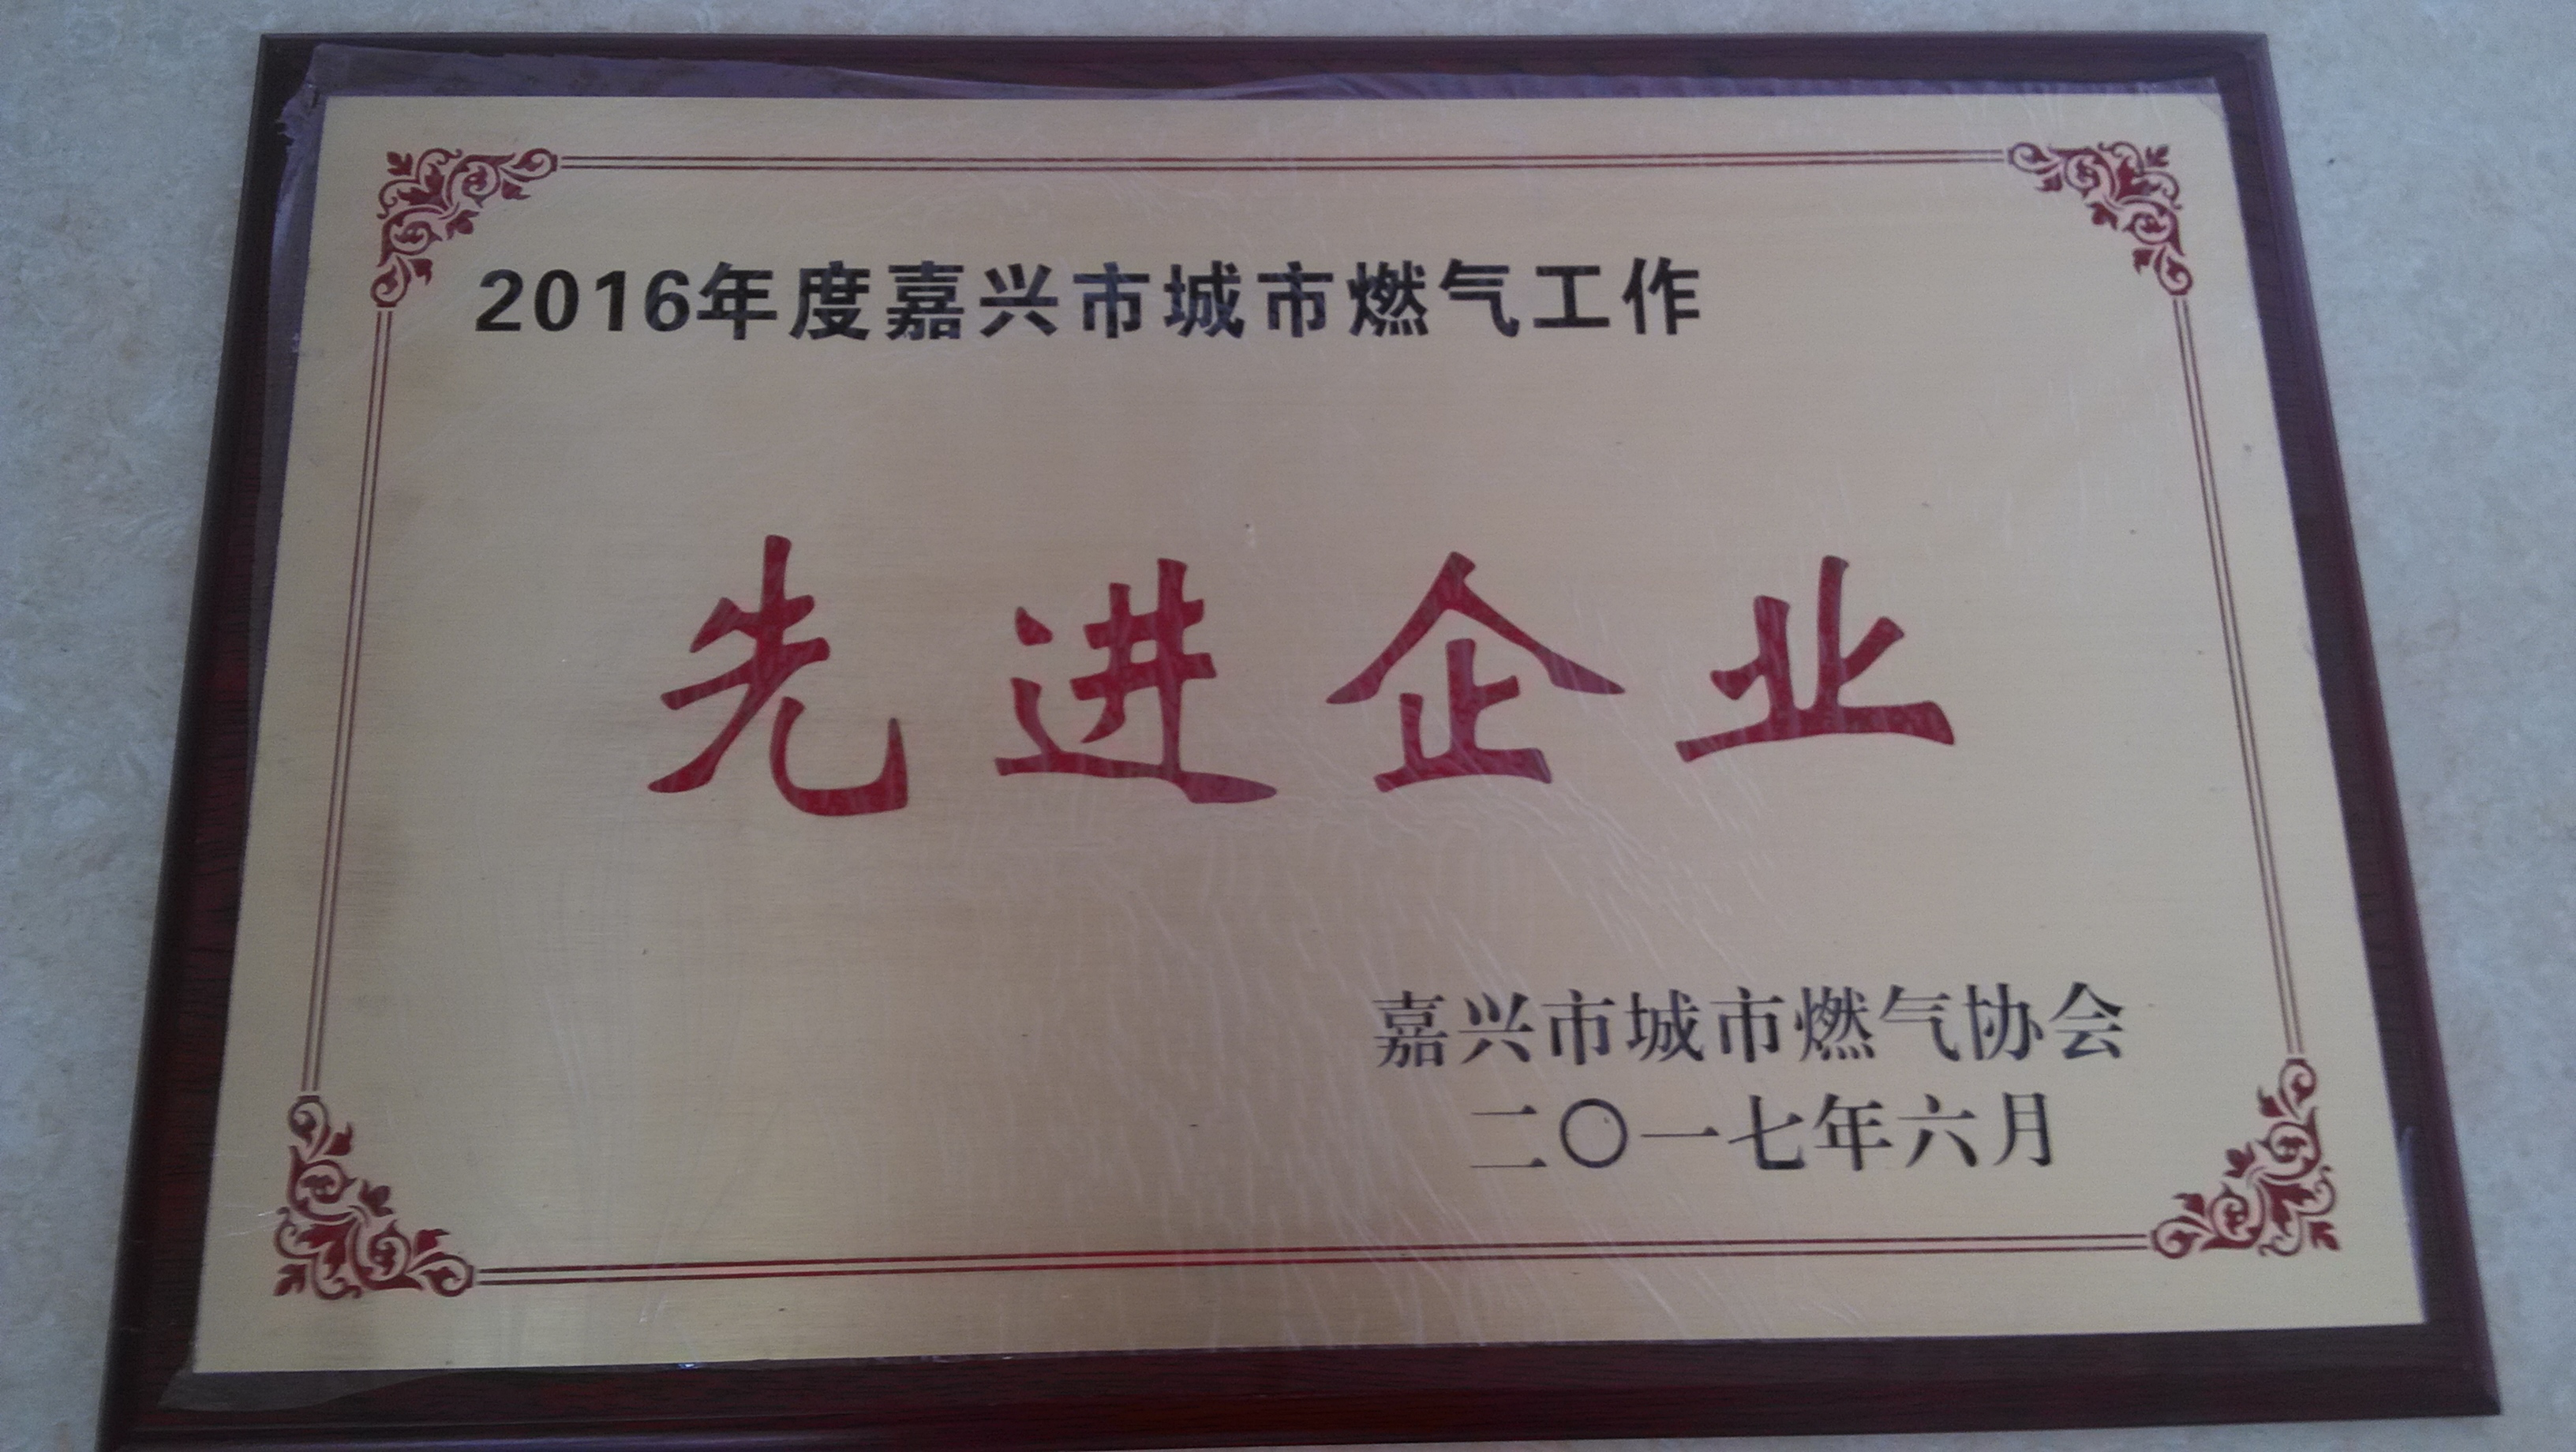 2016年度嘉兴市城市燃气工作
先进企业
嘉兴市城市燃气协会
二〇一七年六月